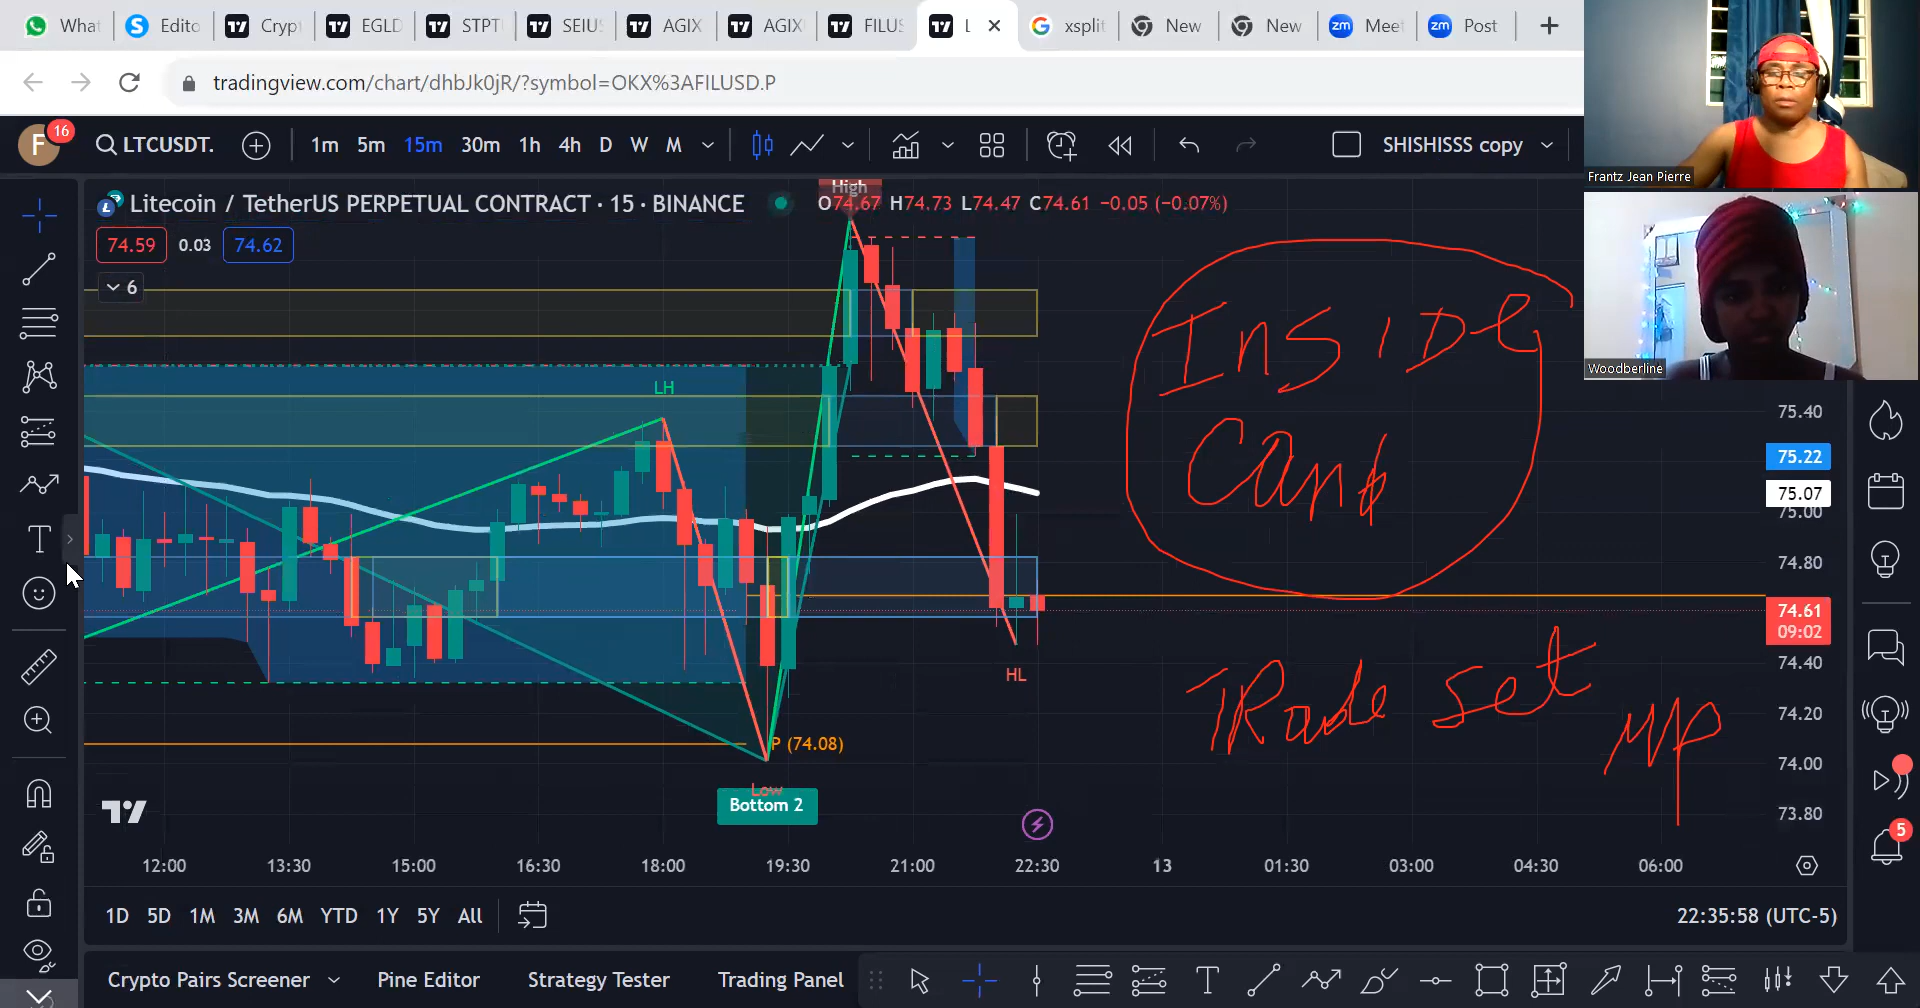 What
Edito
Crypt
EGLD
STPT
SEIUS
AGIX
AGIX
FILUS
L
xsplit
New
New
zm Meet
zm Post
tradingview.com/chart/dhbJk0jR/?symbol=OKX%3AFILUSD.P
F 16
LTCUSDT.
1m 5m 15m 30m 1h 4h D W M
SHISHISSS copy
Litecoin / TetherUS PERPETUAL CONTRACT · 15 · BINANCE
O74.67 H74.73 L74.47 C74.61 −0.05 (−0.07%)
74.59 0.03 74.62
6
High
LH
HL
P (74.08)
Low
Bottom 2
INSIDE
Cand
TRade set
up
Frantz Jean Pierre
Woodberline
75.40
75.22
75.07
75.00
74.80
74.61
09:02
74.40
74.20
74.00
73.80
12:00 13:30 15:00 16:30 18:00 19:30 21:00 22:30 13 01:30 03:00 04:30 06:00
1D 5D 1M 3M 6M YTD 1Y 5Y All
22:35:58 (UTC-5)
5
Crypto Pairs Screener Pine Editor Strategy Tester Trading Panel